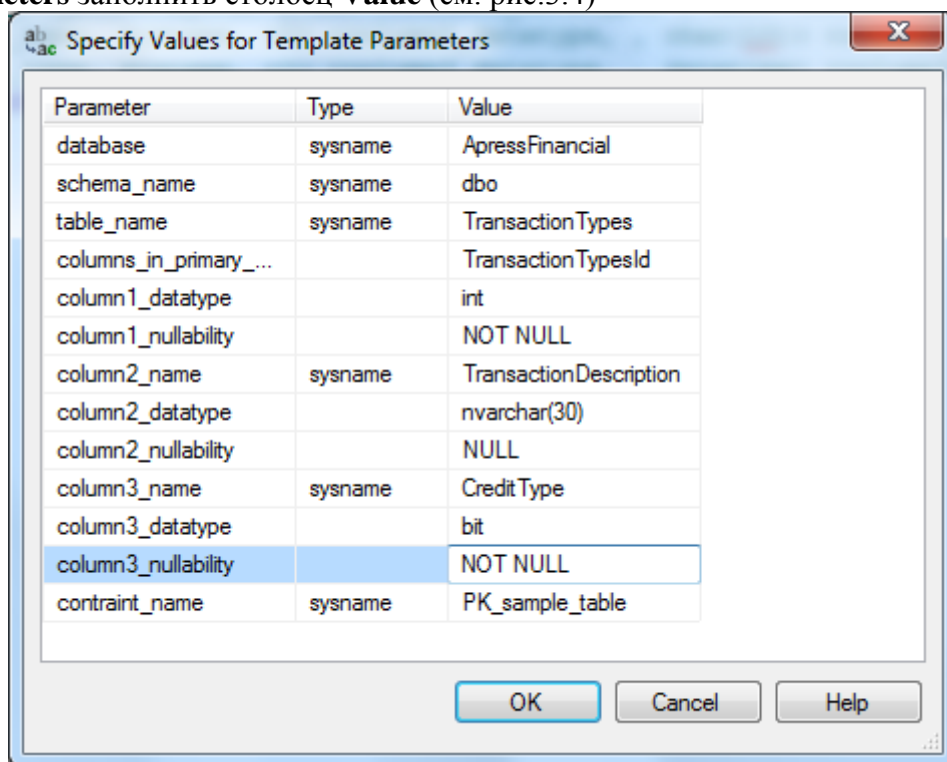 meters заполнить столбец Value (см. рис.3.4)
Specify Values for Template Parameters
Parameter Type Value
database sysname ApressFinancial
schema_name sysname dbo
table_name sysname TransactionTypes
columns_in_primary_... TransactionTypesId
column1_datatype int
column1_nullability NOT NULL
column2_name sysname TransactionDescription
column2_datatype nvarchar(30)
column2_nullability NULL
column3_name sysname CreditType
column3_datatype bit
column3_nullability NOT NULL
contraint_name sysname PK_sample_table
OK Cancel Help